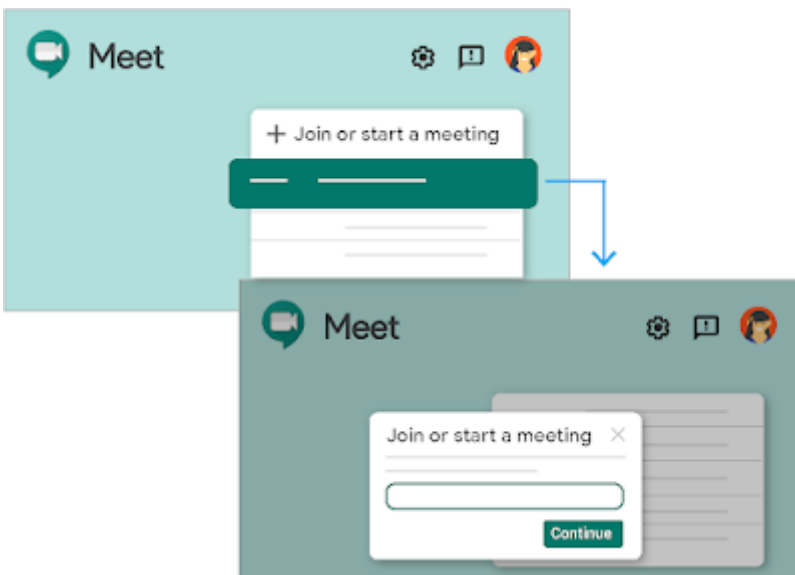 Meet
+ Join or start a meeting
Meet
Join or start a meeting
Continue